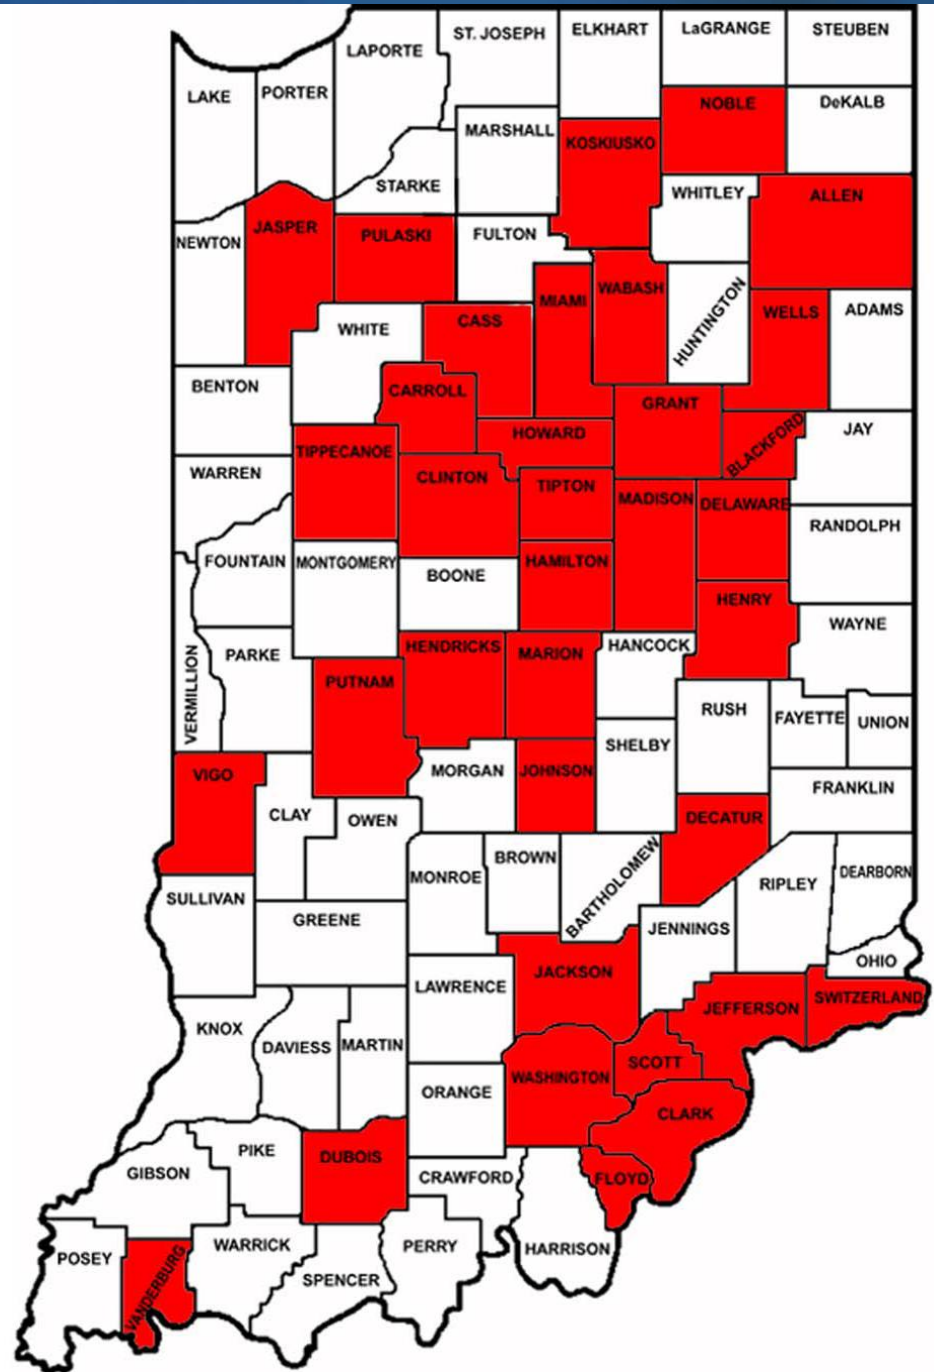 ST. JOSEPH
ELKHART
LaGRANGE
STEUBEN
LAPORTE
LAKE
PORTER
NOBLE
DeKALB
MARSHALL
KOSKIUSKO
STARKE
WHITLEY
ALLEN
JASPER
PULASKI
FULTON
NEWTON
MIAMI
WABASH
HUNTINGTON
WELLS
ADAMS
WHITE
CASS
BENTON
CARROLL
GRANT
BLACKFORD
JAY
HOWARD
TIPPECANOE
WARREN
CLINTON
TIPTON
MADISON
DELAWARE
RANDOLPH
FOUNTAIN
MONTGOMERY
BOONE
HAMILTON
HENRY
WAYNE
VERMILLION
PARKE
HENDRICKS
MARION
HANCOCK
PUTNAM
RUSH
FAYETTE
UNION
SHELBY
VIGO
MORGAN
JOHNSON
FRANKLIN
CLAY
OWEN
DECATUR
BROWN
BARTHOLOMEW
MONROE
RIPLEY
DEARBORN
SULLIVAN
GREENE
JENNINGS
OHIO
JACKSON
LAWRENCE
JEFFERSON
SWITZERLAND
KNOX
DAVIESS
MARTIN
SCOTT
WASHINGTON
ORANGE
CLARK
PIKE
DUBOIS
GIBSON
CRAWFORD
FLOYD
POSEY
VANDERBURG
WARRICK
PERRY
HARRISON
SPENCER